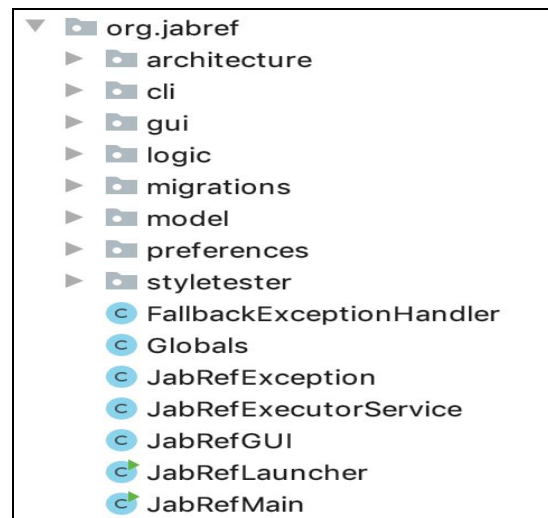 org.jabref
architecture
cli
gui
logic
migrations
model
preferences
styletester
C FallbackExceptionHandler
C Globals
C JabRefException
C JabRefExecutorService
C JabRefGUI
C JabRefLauncher
C JabRefMain